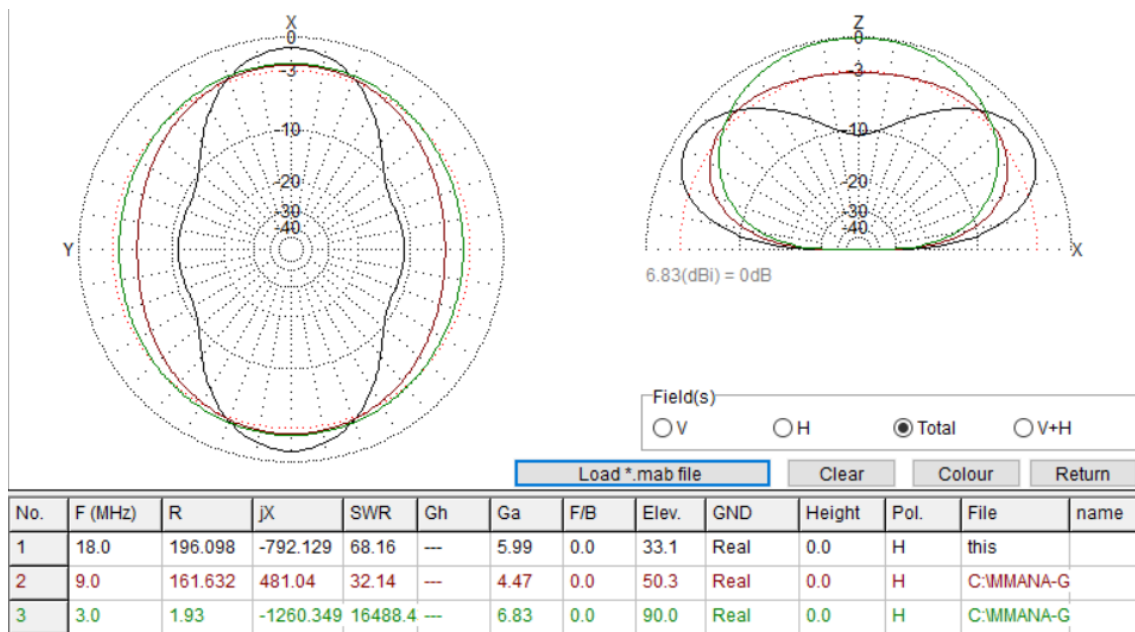 X
0
-3
-10
-20
-30
-40
Y
Z
0
-3
-10
-20
-30
-40
X
6.83(dBi) = 0dB
Field(s)
V H Total V+H
Load *.mab file Clear Colour Return
No. F (MHz) R jX SWR Gh Ga F/B Elev. GND Height Pol. File name
1 18.0 196.098 -792.129 68.16 --- 5.99 0.0 33.1 Real 0.0 H this
2 9.0 161.632 481.04 32.14 --- 4.47 0.0 50.3 Real 0.0 H C:\MMANA-G
3 3.0 1.93 -1260.349 16488.4 --- 6.83 0.0 90.0 Real 0.0 H C:\MMANA-G